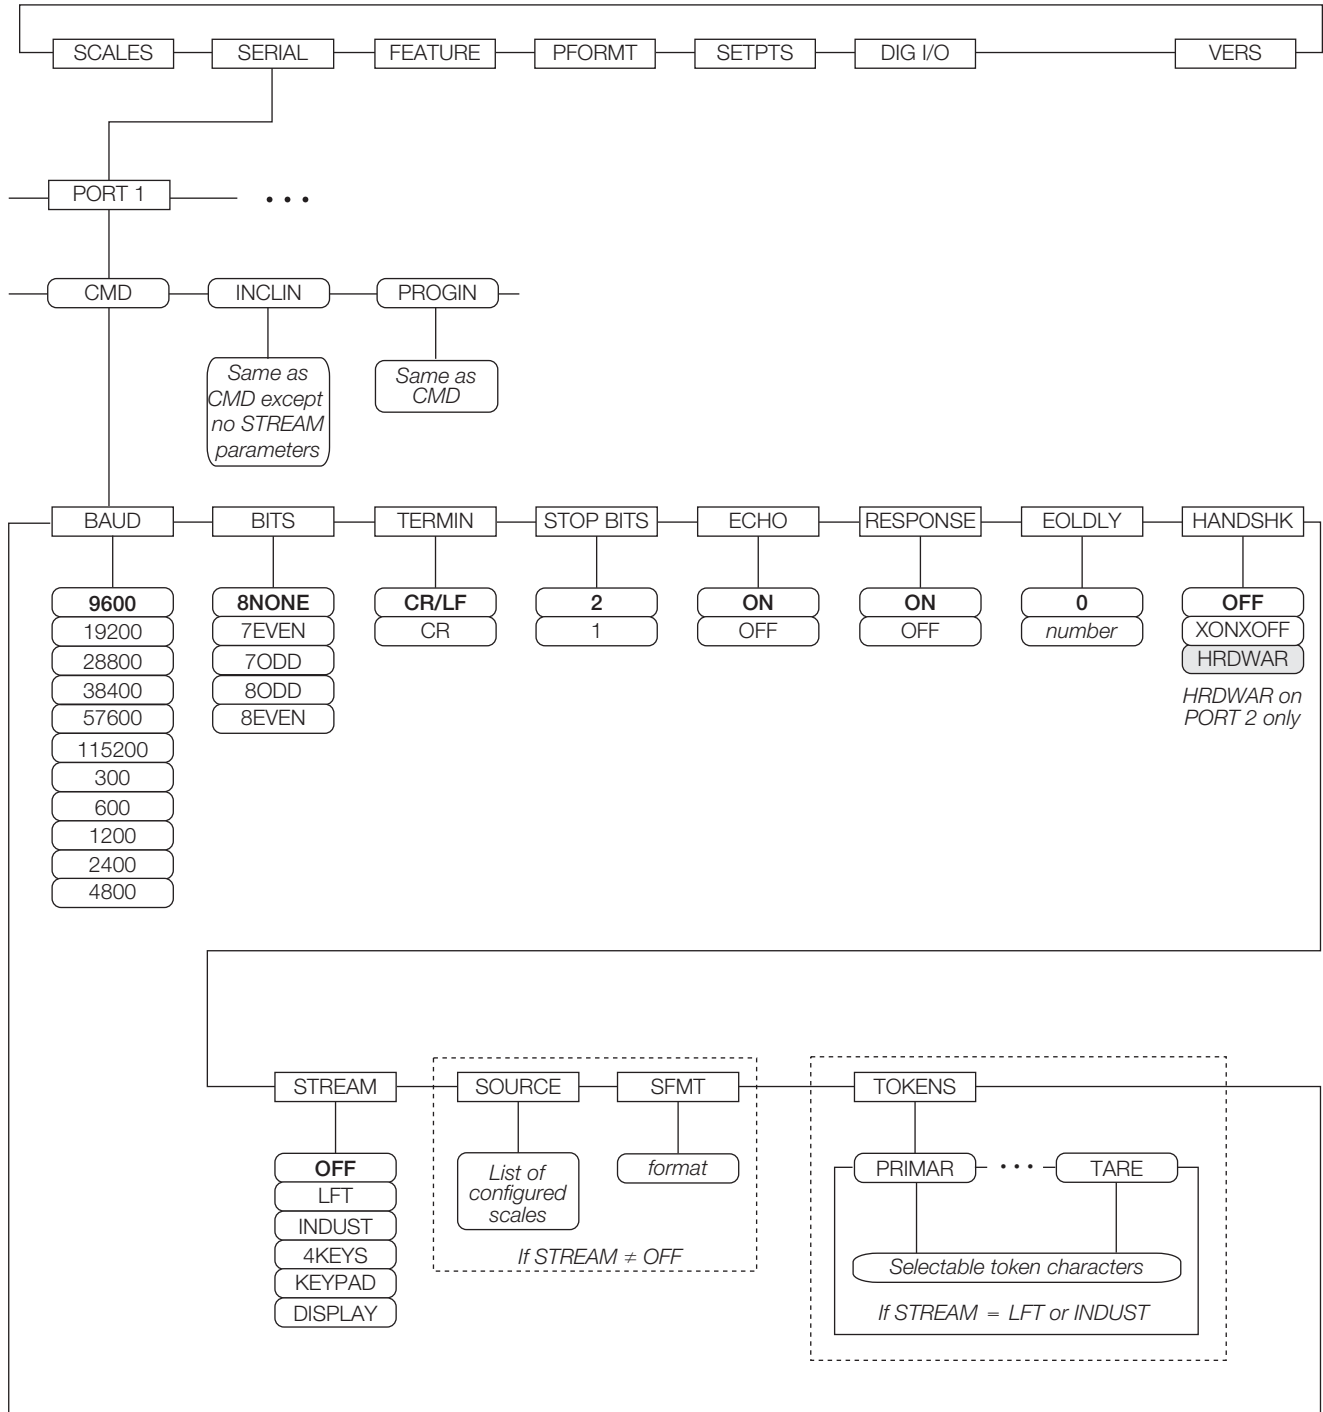 SCALES
SERIAL
FEATURE
PFORMT
SETPTS
DIG I/O
VERS
PORT 1
• • •
CMD
INCLIN
PROGIN
Same as
CMD except
no STREAM
parameters
Same as
CMD
BAUD
BITS
TERMIN
STOP BITS
ECHO
RESPONSE
EOLDLY
HANDSHK
9600
19200
28800
38400
57600
115200
300
600
1200
2400
4800
8NONE
7EVEN
7ODD
8ODD
8EVEN
CR/LF
CR
2
1
ON
OFF
ON
OFF
0
number
OFF
XONXOFF
HRDWAR
HRDWAR on
PORT 2 only
STREAM
SOURCE
SFMT
TOKENS
OFF
LFT
INDUST
4KEYS
KEYPAD
DISPLAY
List of
configured
scales
format
If STREAM ≠ OFF
PRIMAR
• • •
TARE
Selectable token characters
If STREAM = LFT or INDUST